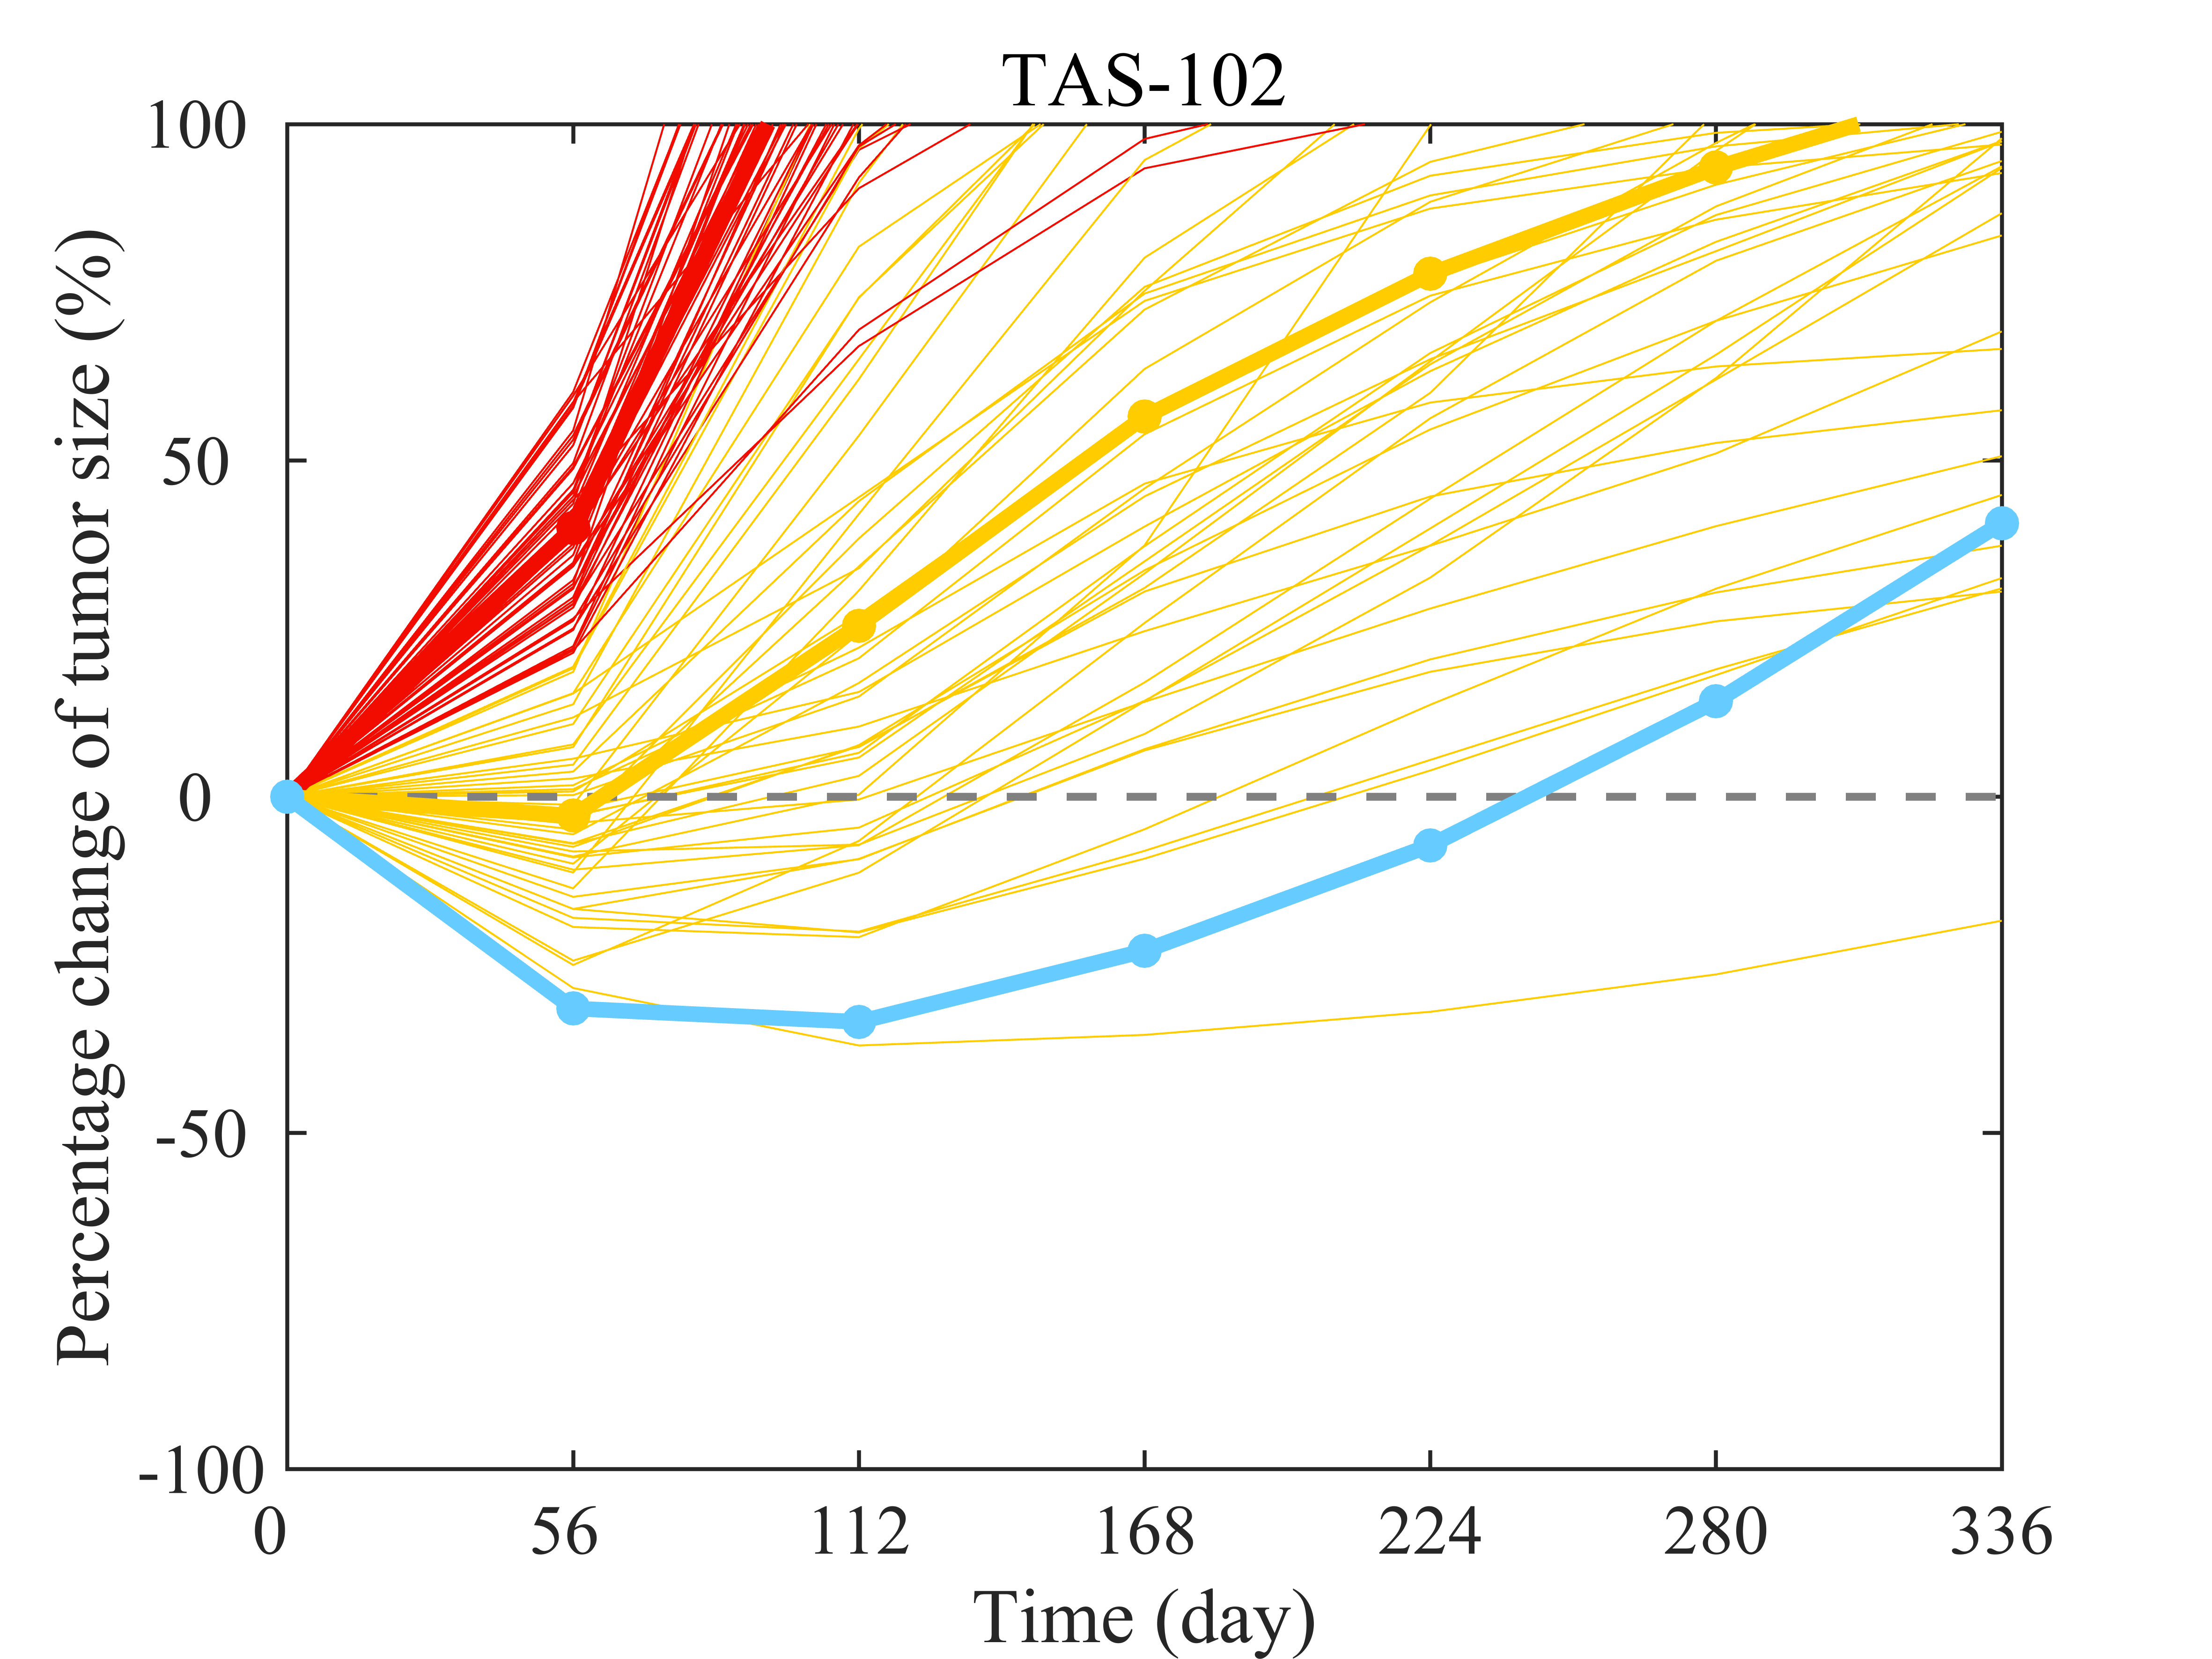 TAS-102
Percentage change of tumor size (%)
100
50
0
-50
-100
0 56 112 168 224 280 336
Time (day)